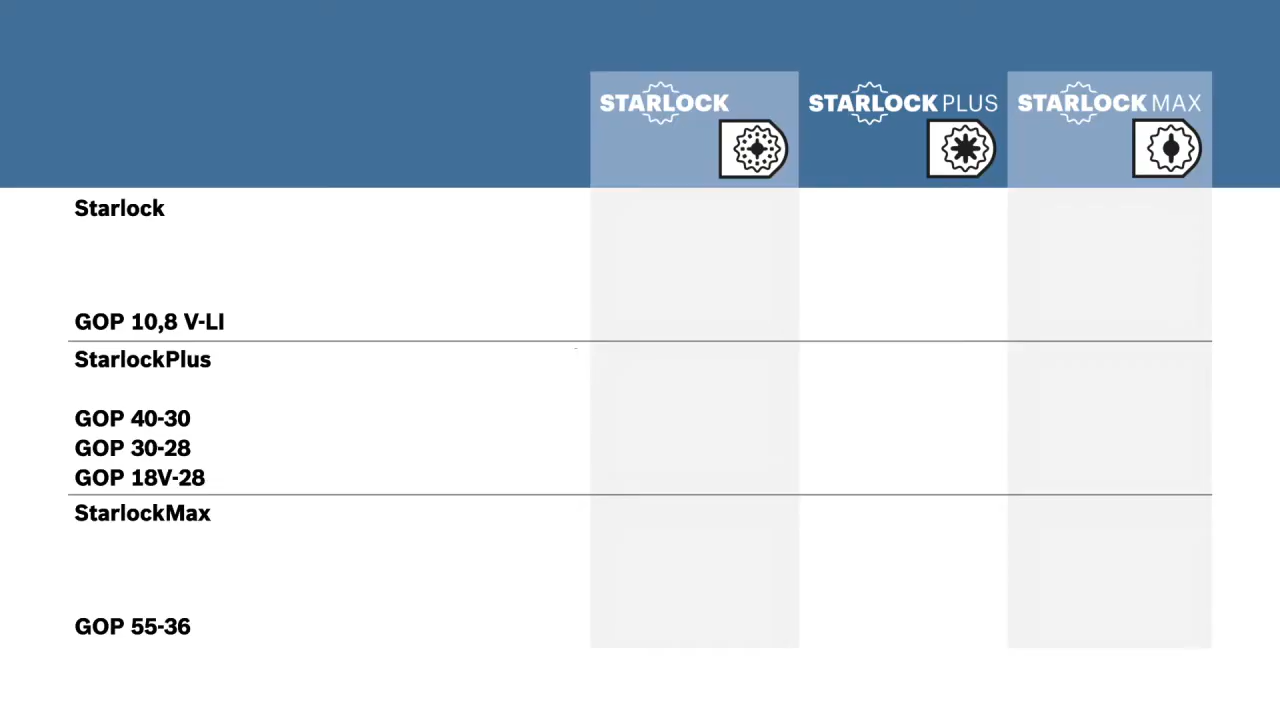 STARLOCK STARLOCK PLUS STARLOCK MAX
Starlock
GOP 10,8 V-LI
StarlockPlus
GOP 40-30
GOP 30-28
GOP 18V-28
StarlockMax
GOP 55-36